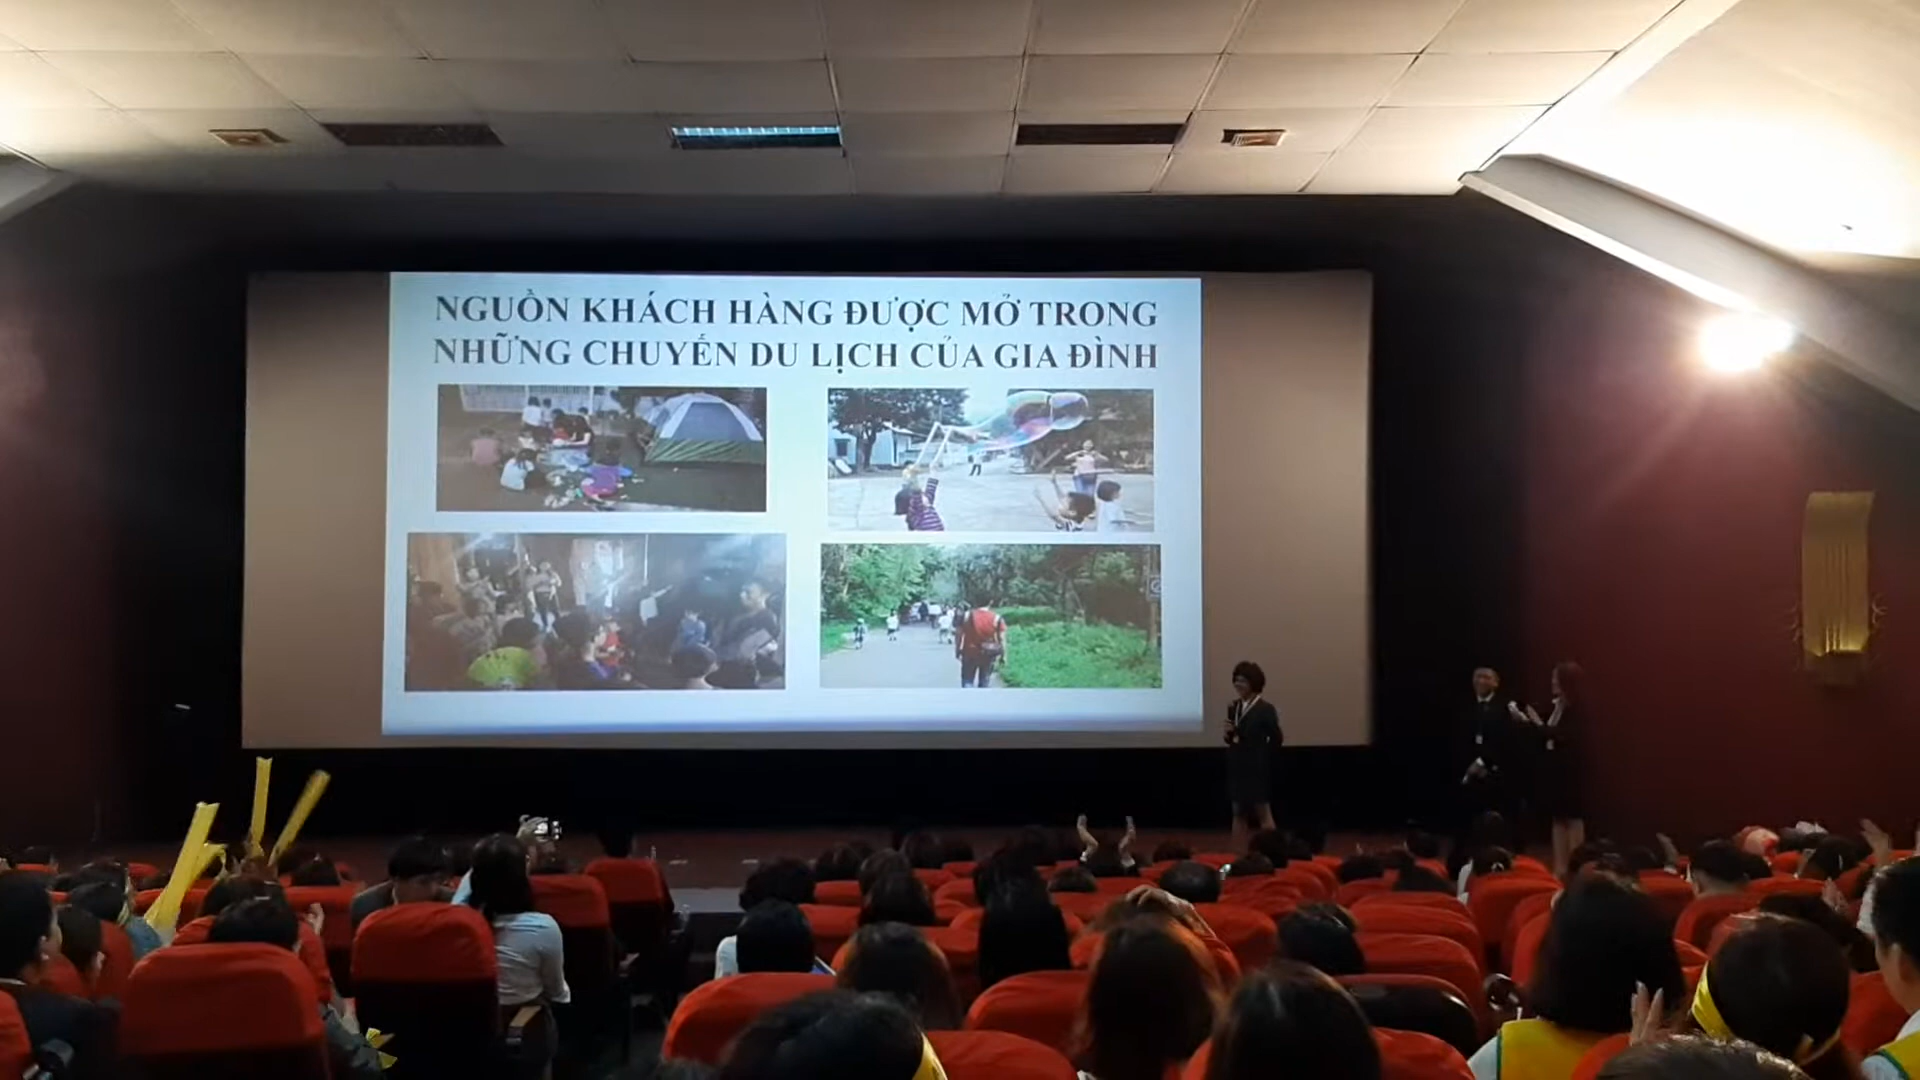 NGUỒN KHÁCH HÀNG ĐƯỢC MỞ TRONG
NHỮNG CHUYẾN DU LỊCH CỦA GIA ĐÌNH